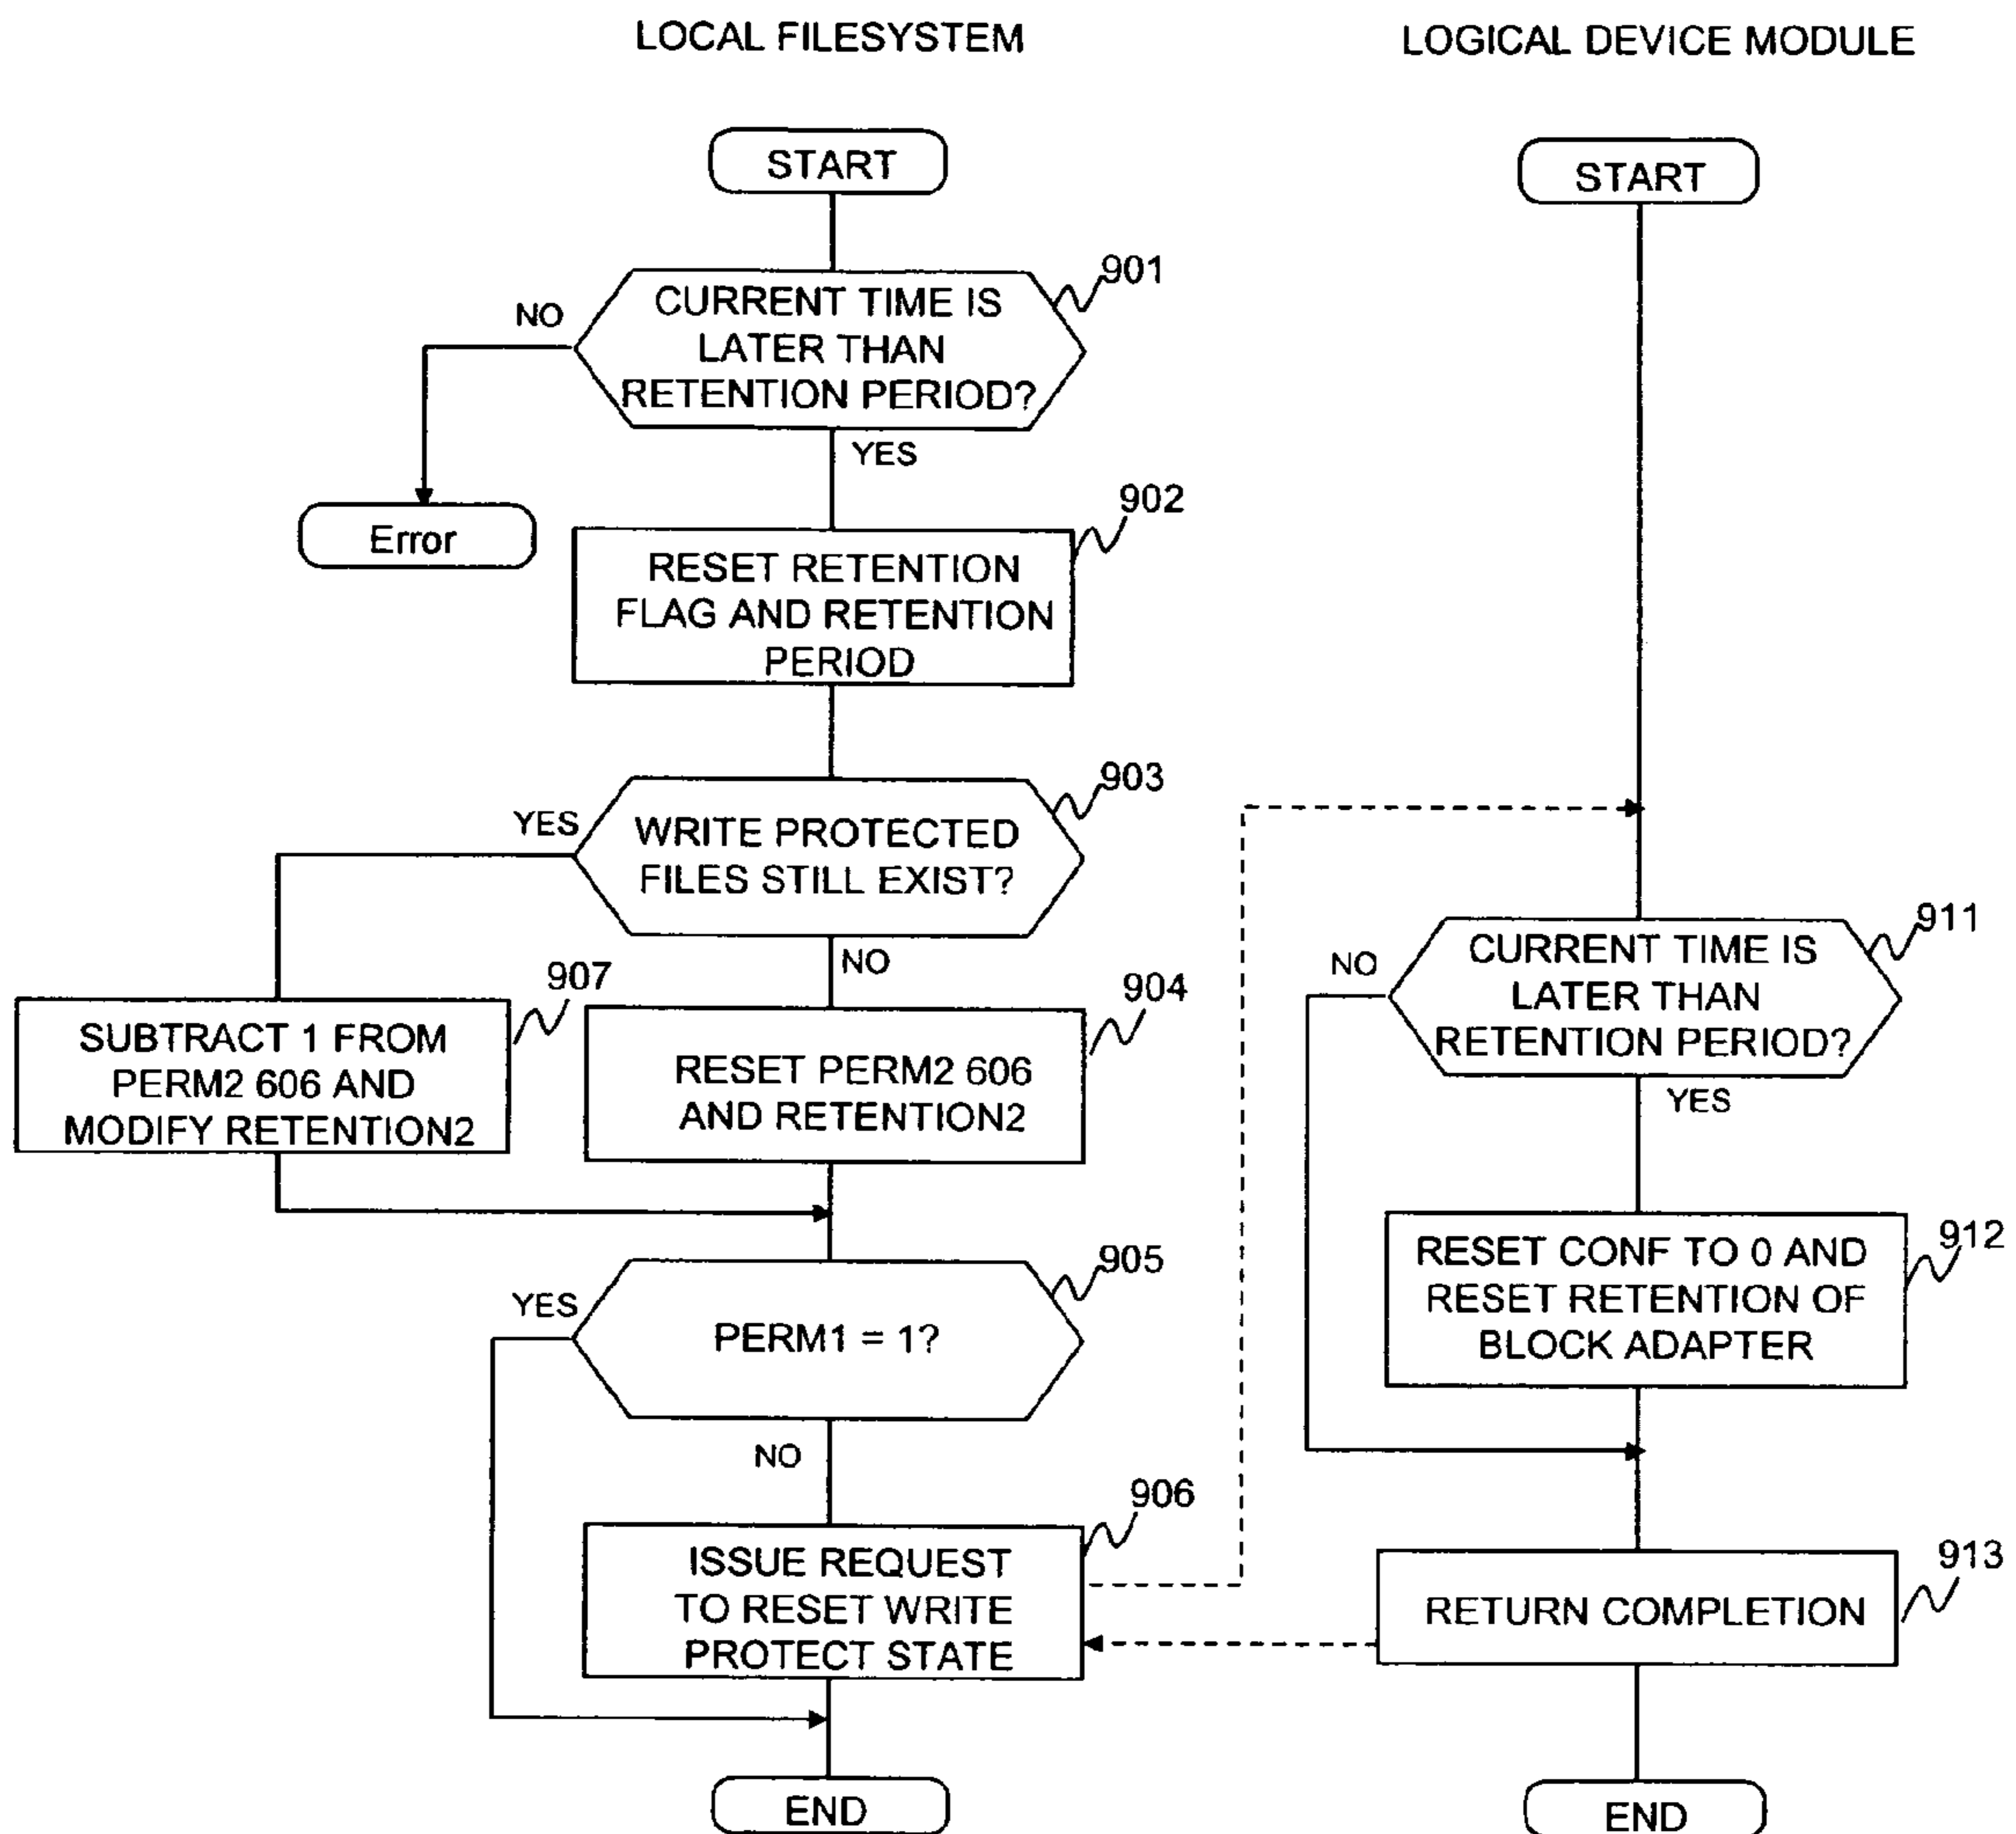 LOCAL FILESYSTEM
START
901
CURRENT TIME IS
LATER THAN
RETENTION PERIOD?
NO
YES
Error
902
RESET RETENTION
FLAG AND RETENTION
PERIOD
903
WRITE PROTECTED
FILES STILL EXIST?
YES
NO
907
SUBTRACT 1 FROM
PERM2 606 AND
MODIFY RETENTION2
904
RESET PERM2 606
AND RETENTION2
905
PERM1 = 1?
YES
NO
906
ISSUE REQUEST
TO RESET WRITE
PROTECT STATE
END
LOGICAL DEVICE MODULE
START
911
CURRENT TIME IS
LATER THAN
RETENTION PERIOD?
NO
YES
912
RESET CONF TO 0 AND
RESET RETENTION OF
BLOCK ADAPTER
913
RETURN COMPLETION
END